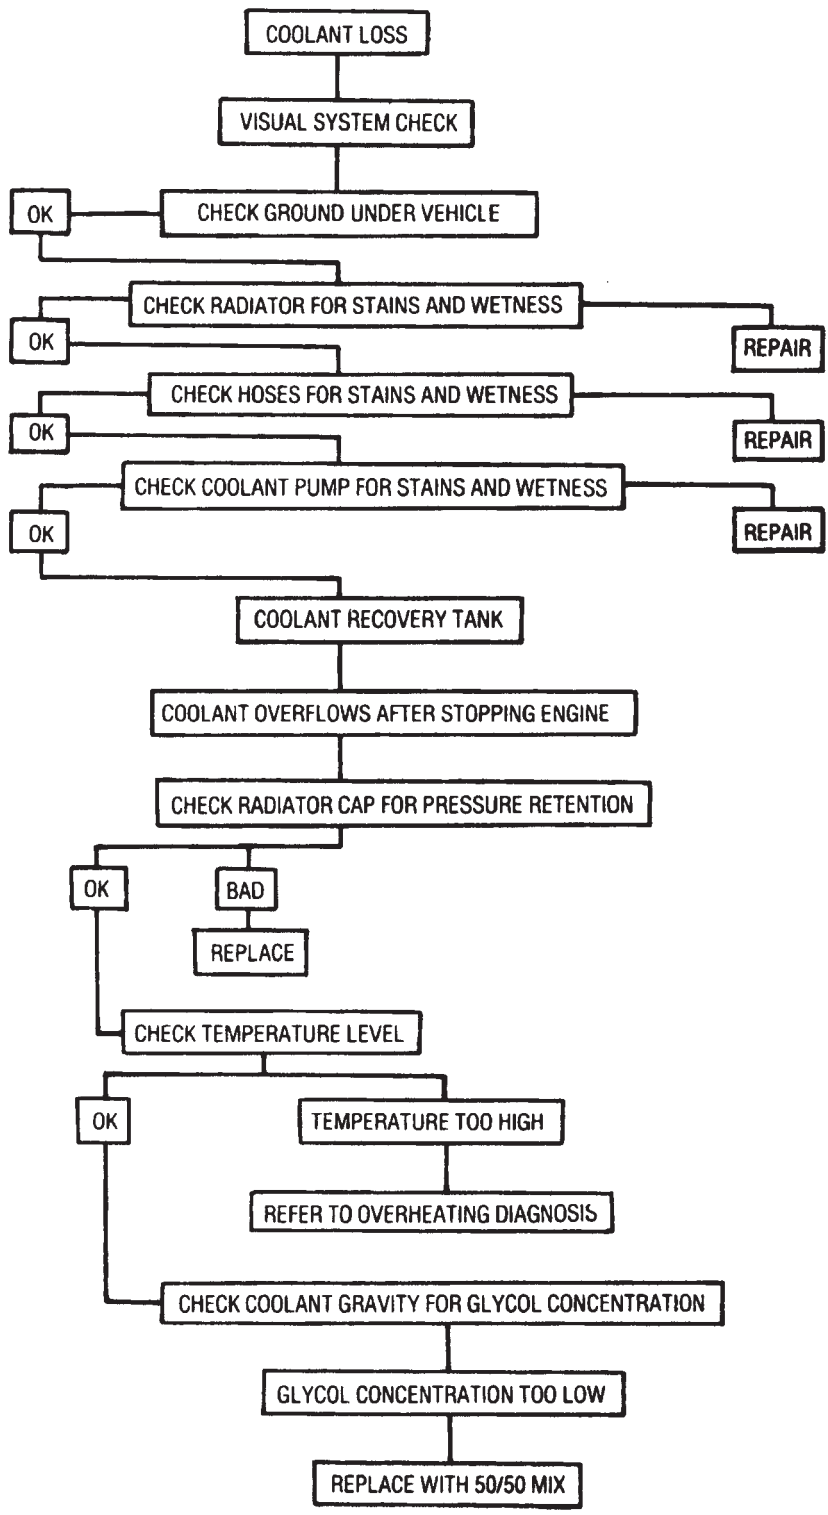 COOLANT LOSS
VISUAL SYSTEM CHECK
OK
CHECK GROUND UNDER VEHICLE
CHECK RADIATOR FOR STAINS AND WETNESS
OK
REPAIR
CHECK HOSES FOR STAINS AND WETNESS
OK
REPAIR
CHECK COOLANT PUMP FOR STAINS AND WETNESS
OK
REPAIR
COOLANT RECOVERY TANK
COOLANT OVERFLOWS AFTER STOPPING ENGINE
CHECK RADIATOR CAP FOR PRESSURE RETENTION
OK
BAD
REPLACE
CHECK TEMPERATURE LEVEL
OK
TEMPERATURE TOO HIGH
REFER TO OVERHEATING DIAGNOSIS
CHECK COOLANT GRAVITY FOR GLYCOL CONCENTRATION
GLYCOL CONCENTRATION TOO LOW
REPLACE WITH 50/50 MIX